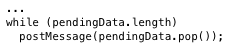 ...
while (pendingData.length)
  postMessage(pendingData.pop());